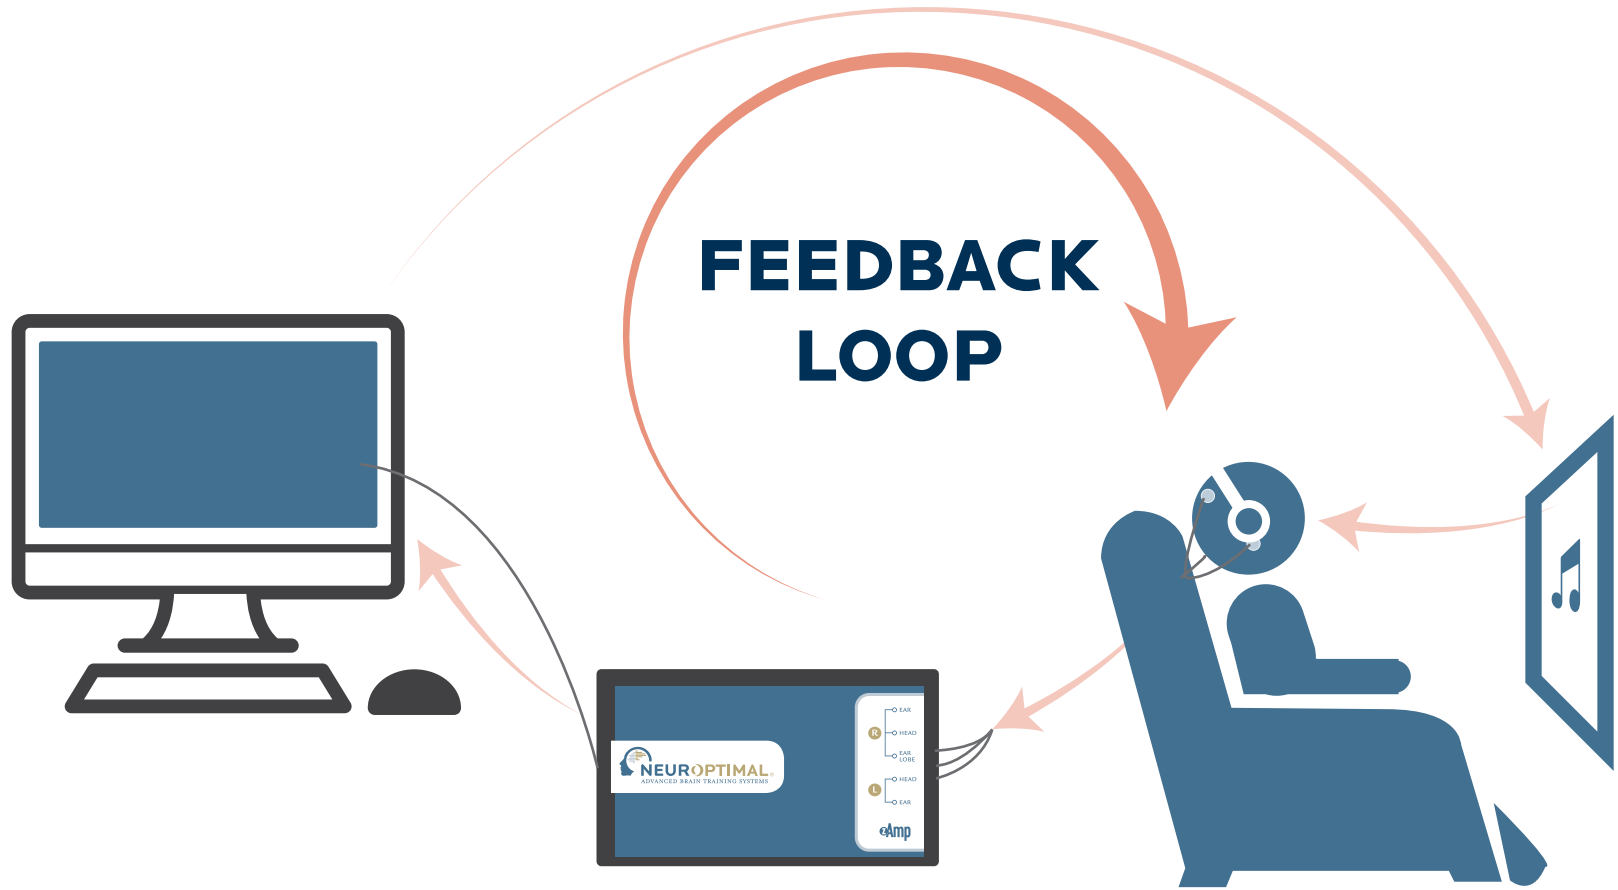 FEEDBACK
LOOP
NEUROPTIMAL®
ADVANCED BRAIN TRAINING SYSTEMS
R
EAR
HEAD
EAR
LOBE
L
HEAD
EAR
zAmp